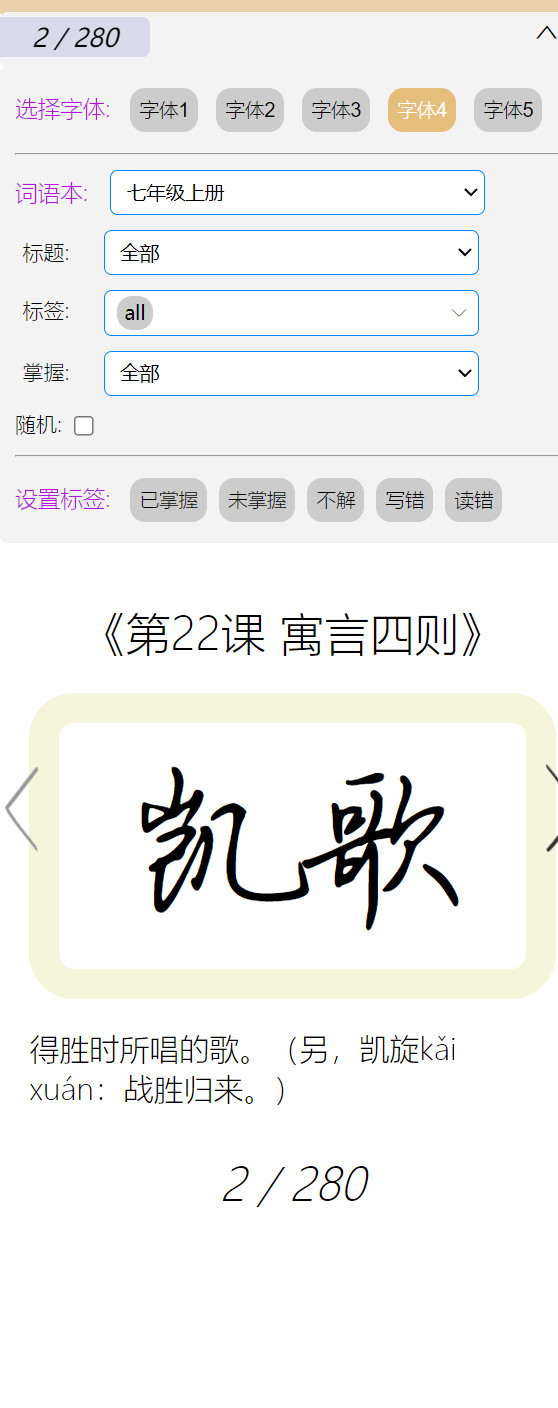 2 / 280
选择字体: 字体1 字体2 字体3 字体4 字体5
词语本: 七年级上册
标题: 全部
标签: all
掌握: 全部
随机:
设置标签: 已掌握 未掌握 不解 写错 读错
《第22课 寓言四则》
凯歌
得胜时所唱的歌。（另，凯旋kǎi
xuán：战胜归来。）
2 / 280